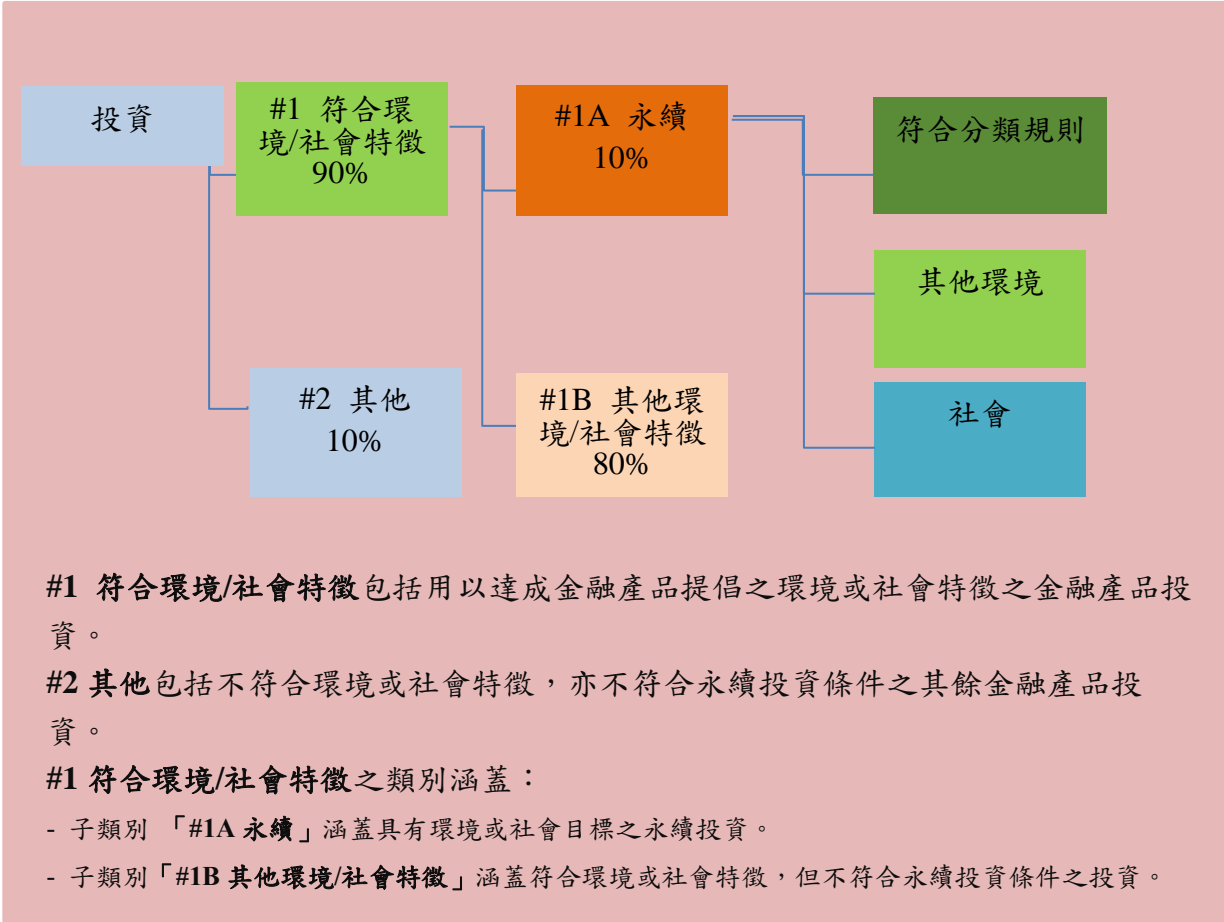 投資
#1 符合環
境/社會特徵
90%
#1A 永續
10%
符合分類規則
其他環境
#2 其他
10%
#1B 其他環
境/社會特徵
80%
社會
#1 符合環境/社會特徵包括用以達成金融產品提倡之環境或社會特徵之金融產品投
資。
#2 其他包括不符合環境或社會特徵，亦不符合永續投資條件之其餘金融產品投
資。
#1 符合環境/社會特徵之類別涵蓋：
- 子類別 「#1A 永續」涵蓋具有環境或社會目標之永續投資。
- 子類別「#1B 其他環境/社會特徵」涵蓋符合環境或社會特徵，但不符合永續投資條件之投資。